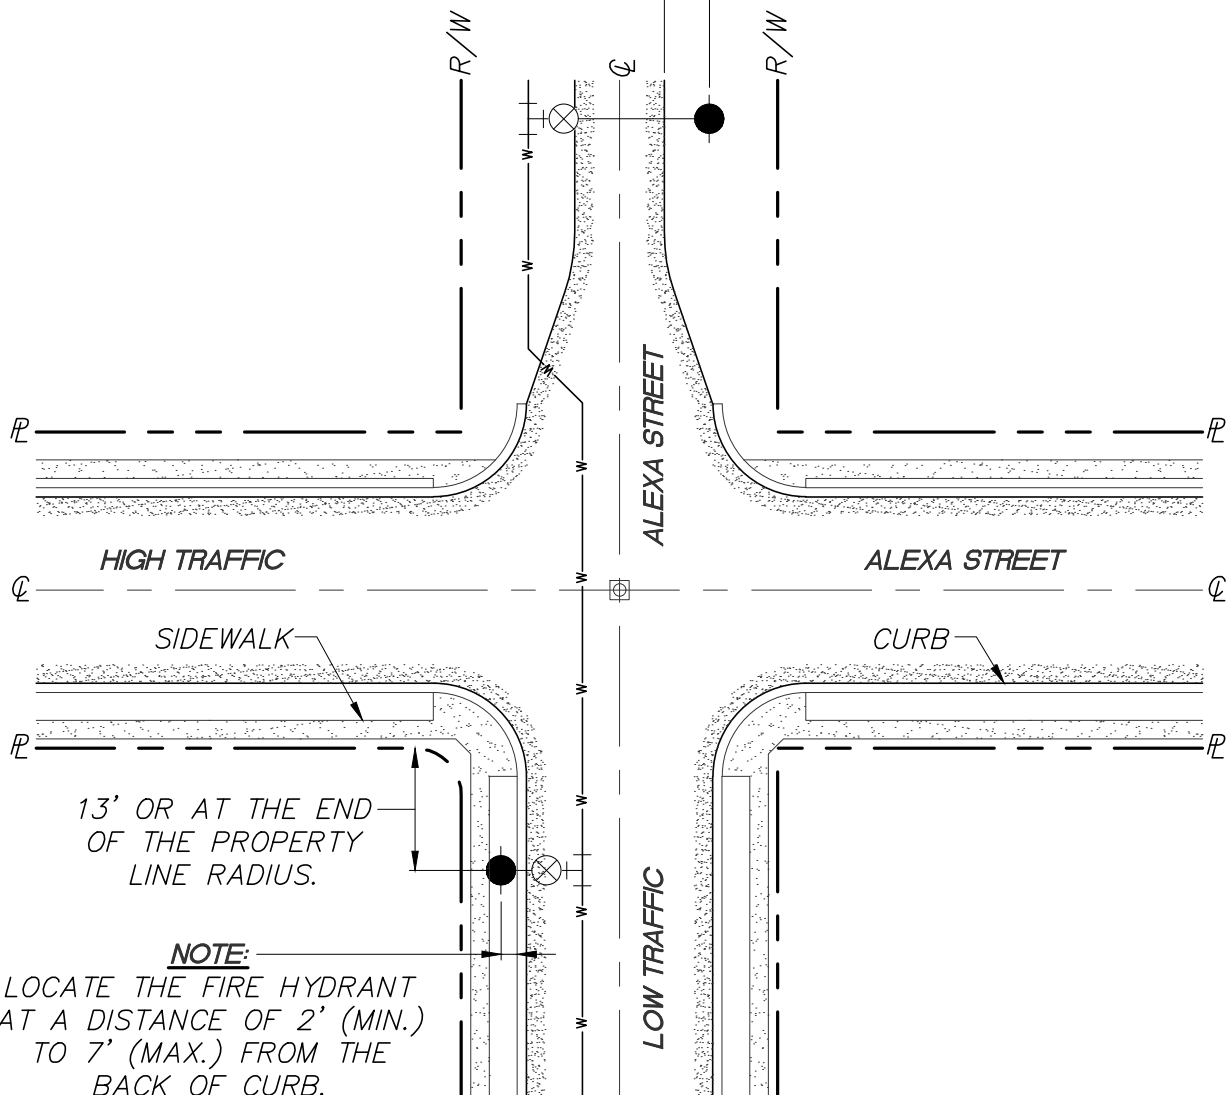 R/W
℄
R/W
W
W
W
ALEXA STREET
℗L
℗L
W
HIGH TRAFFIC
ALEXA STREET
W
℄
℄
SIDEWALK
CURB
W
℗L
℗L
13' OR AT THE END
OF THE PROPERTY
LINE RADIUS.
W
LOW TRAFFIC
W
NOTE:
LOCATE THE FIRE HYDRANT
AT A DISTANCE OF 2' (MIN.)
TO 7' (MAX.) FROM THE
BACK OF CURB.
W